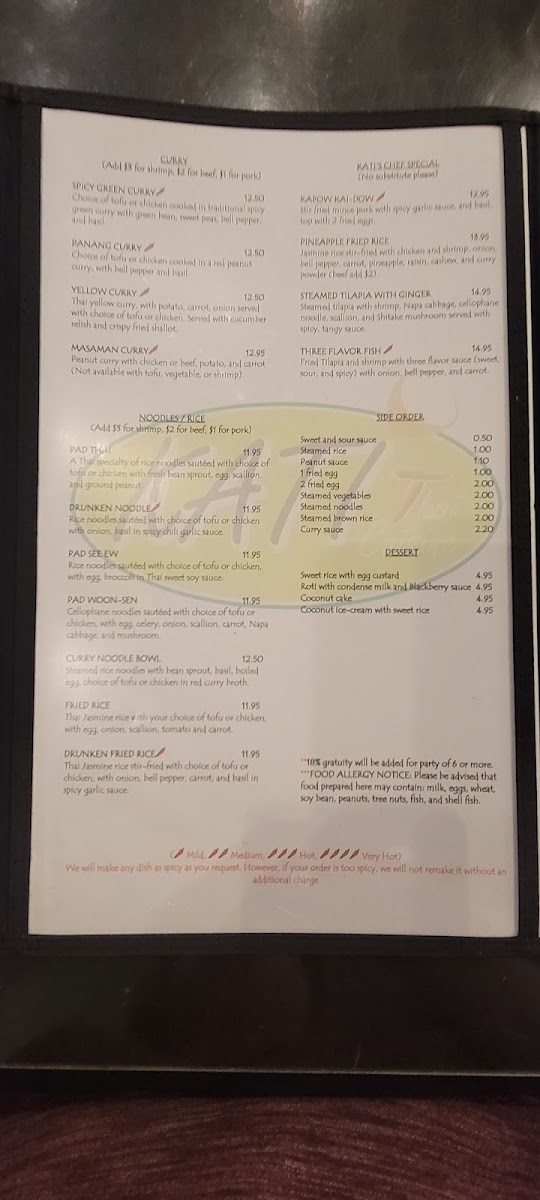 CURRY
(Add $3 for shrimp, $2 for beef, $1 for pork)
SPICY GREEN CURRY 12.50
Choice of tofu or chicken cooked in traditional spicy
green curry with green bean, sweet peas, bell pepper,
and basil.
PANANG CURRY 12.50
Choice of tofu or chicken cooked in a red peanut
curry, with bell pepper and basil
YELLOW CURRY 12.50
Thai yellow curry, with potato, carrot, onion served
with choice of tofu or chicken. Served with cucumber
relish and crispy fried shallot.
MASAMAN CURRY 12.95
Peanut curry with chicken or beef, potato, and carrot
(Not available with tofu, vegetable, or shrimp).
NOODLES / RICE
(Add $3 for shrimp, $2 for beef, $1 for pork)
PAD THAI 11.95
A Thai specialty of rice noodles sautéed with choice of
tofu or chicken with fresh bean sprout, egg, scallion,
and ground peanut.
DRUNKEN NOODLE 11.95
Rice noodles sautéed with choice of tofu or chicken
with onion, basil in spicy chili garlic sauce.
PAD SEE EW 11.95
Rice noodles sautéed with choice of tofu or chicken,
with egg, broccoli in Thai sweet soy sauce.
PAD WOON-SEN 11.95
Cellophane noodles sautéed with choice of tofu or
chicken, with egg, celery, onion, scallion, carrot, Napa
cabbage, and mushroom.
CURRY NOODLE BOWL 12.50
Steamed rice noodles with bean sprout, basil, boiled
egg, choice of tofu or chicken in red curry broth.
FRIED RICE 11.95
Thai Jasmine rice with your choice of tofu or chicken,
with egg, onion, scallion, tomato and carrot.
DRUNKEN FRIED RICE 11.95
Thai Jasmine rice stir-fried with choice of tofu or
chicken, with onion, bell pepper, carrot, and basil in
spicy garlic sauce.
KATI'S CHEF SPECIAL
(No substitute please)
KAPOW KAI-DOW 12.95
Stir fried mince pork with spicy garlic sauce, and basil,
top with 2 fried eggs.
PINEAPPLE FRIED RICE
Jasmine rice stir-fried with chicken and shrimp, onion,
bell pepper, carrot, pineapple, raisin, cashew, and curry
powder (beef add $2)
STEAMED TILAPIA WITH GINGER 14.95
Steamed tilapia with shrimp, Napa cabbage, cellophane
noodle, scallion, and Shitake mushroom served with
spicy, tangy sauce.
THREE FLAVOR FISH 14.95
Fried Tilapia and shrimp with three flavor sauce (sweet,
sour, and spicy) with onion, bell pepper, and carrot.
SIDE ORDER
Sweet and sour sauce 0.50
Steamed rice 1.00
Peanut sauce 1.10
1 fried egg 1.00
2 fried egg 2.00
Steamed vegetables 2.00
Steamed noodles 2.00
Steamed brown rice 2.00
Curry sauce 2.20
DESSERT
Sweet rice with egg custard 4.95
Roti with condense milk and Blackberry sauce 4.95
Coconut cake 4.95
Coconut Ice-cream with sweet rice 4.95
**18% gratuity will be added for party of 6 or more.
***FOOD ALLERGY NOTICE: Please be advised that
food prepared here may contain: milk, eggs, wheat,
soy bean, peanuts, tree nuts, fish, and shell fish.
( Mild, Medium, Hot, Very Hot)
We will make any dish as spicy as you request. However, if your order is too spicy, we will not remake it without an
additional charge
KATI